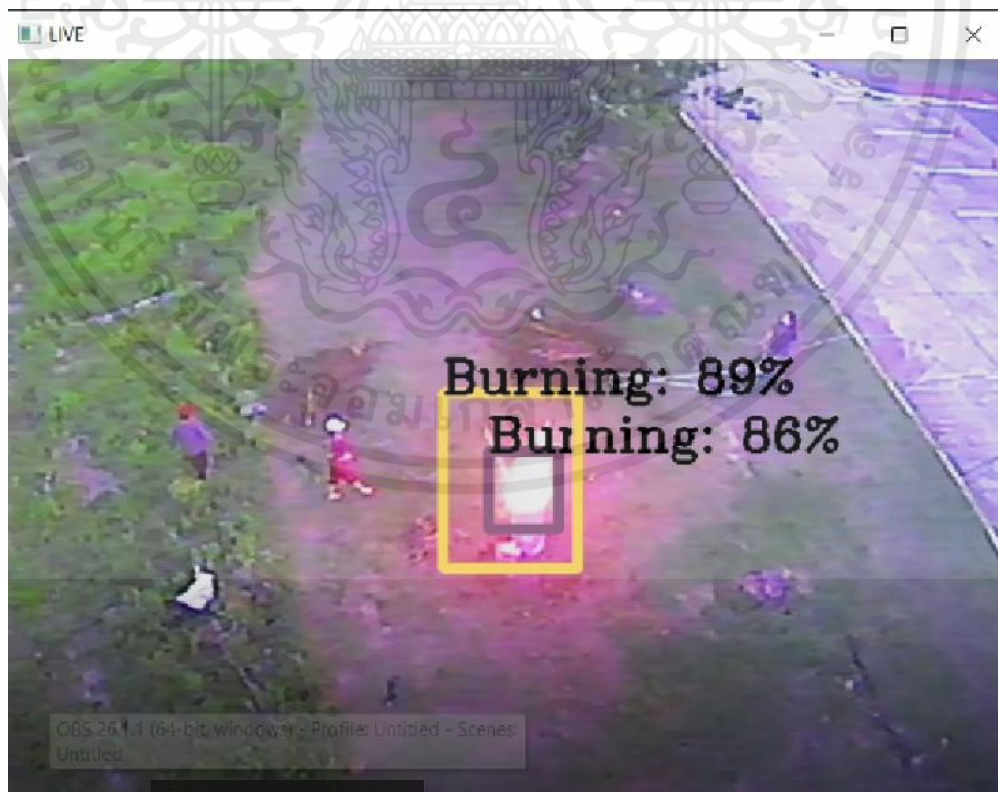 LIVE
Burning: 89%
Burning: 86%
OBS 26.1.1 (64-bit, windows) - Profile: Untitled - Scenes:
Untitled